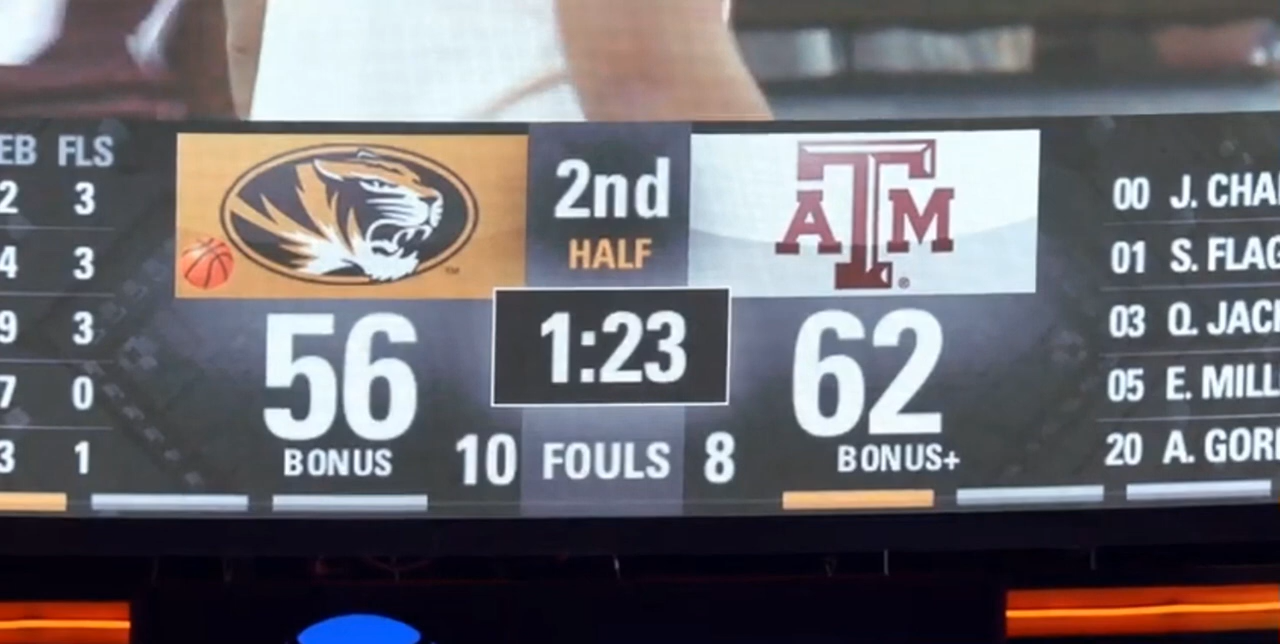 EB FLS
2 3
4 3
9 3
7 0
3 1
TM
2nd
HALF
ATM
®
56
1:23
62
BONUS 10 FOULS 8 BONUS+
00 J. CHA
01 S. FLAG
03 Q. JAC
05 E. MILL
20 A. GOR